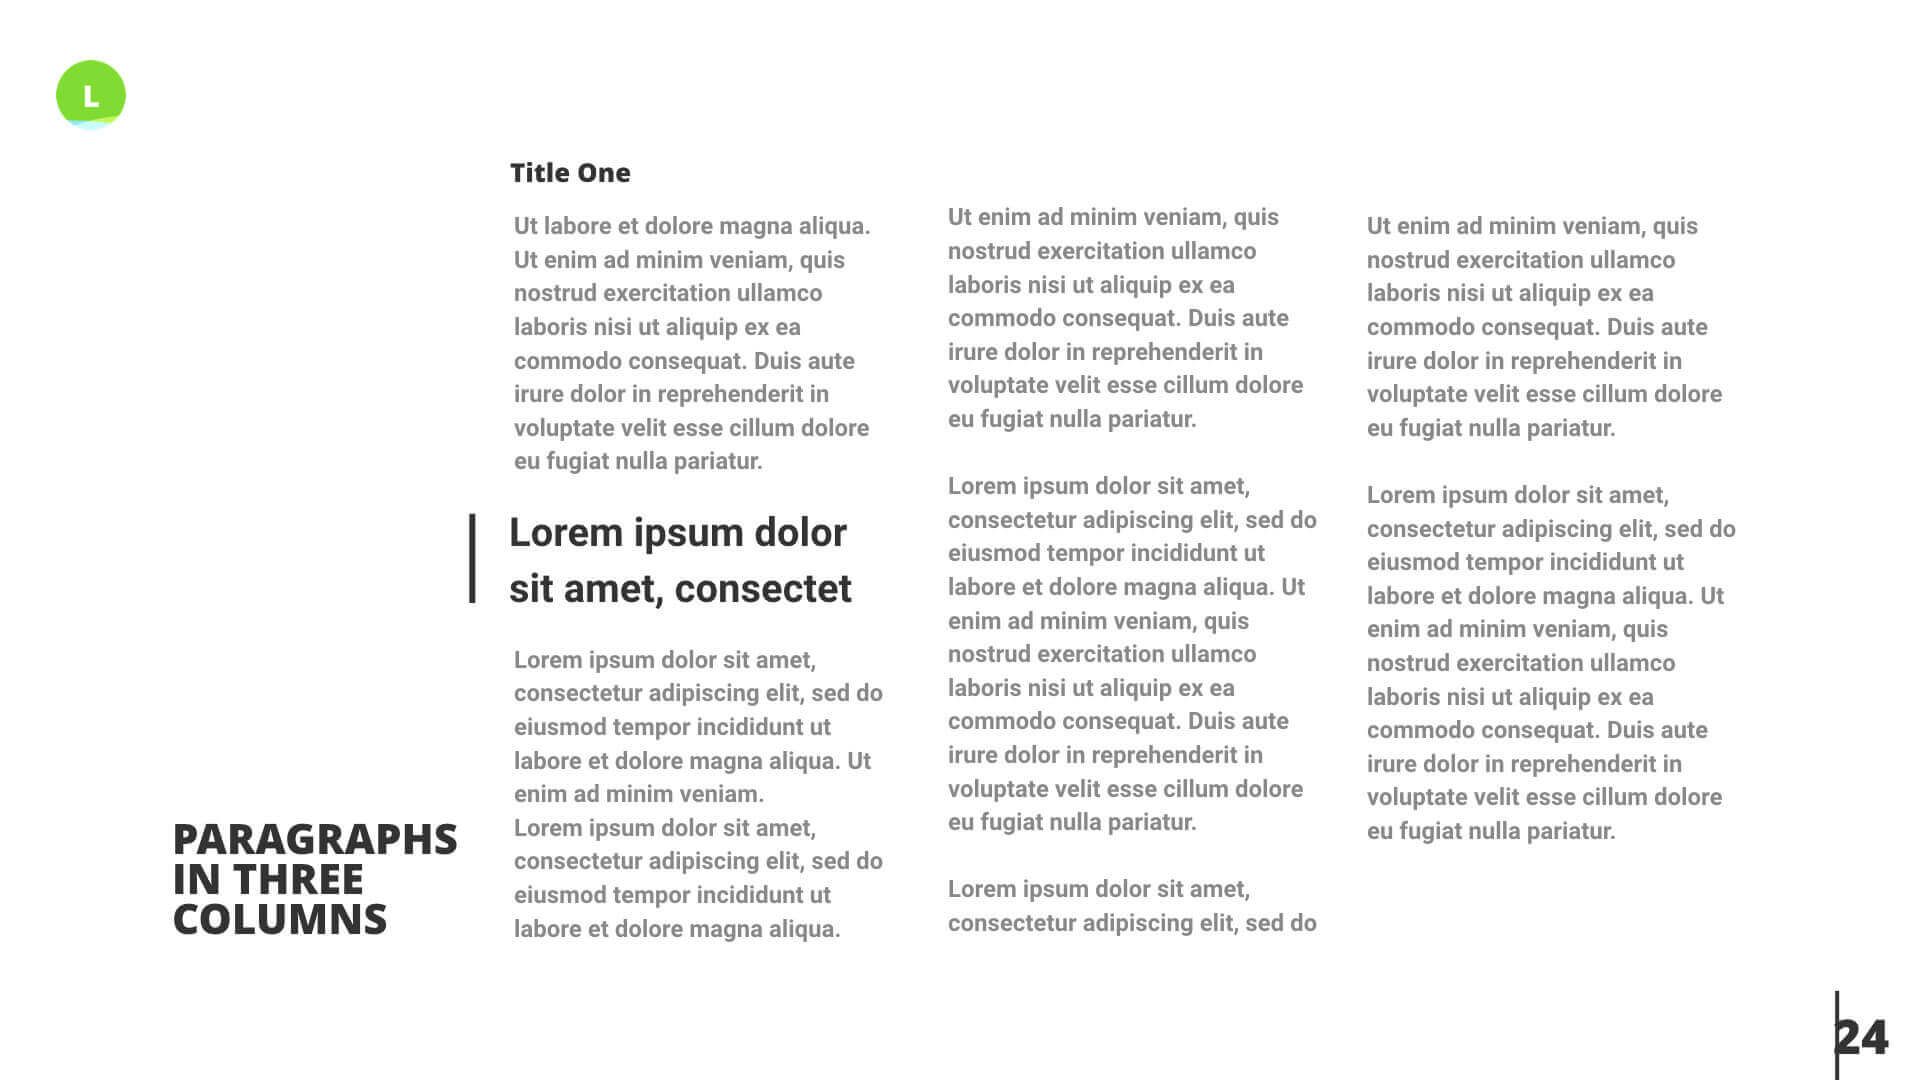 L
Title One
Ut labore et dolore magna aliqua.
Ut enim ad minim veniam, quis
nostrud exercitation ullamco
laboris nisi ut aliquip ex ea
commodo consequat. Duis aute
irure dolor in reprehenderit in
voluptate velit esse cillum dolore
eu fugiat nulla pariatur.
Lorem ipsum dolor
sit amet, consectet
Lorem ipsum dolor sit amet,
consectetur adipiscing elit, sed do
eiusmod tempor incididunt ut
labore et dolore magna aliqua. Ut
enim ad minim veniam.
Lorem ipsum dolor sit amet,
consectetur adipiscing elit, sed do
eiusmod tempor incididunt ut
labore et dolore magna aliqua.
Ut enim ad minim veniam, quis
nostrud exercitation ullamco
laboris nisi ut aliquip ex ea
commodo consequat. Duis aute
irure dolor in reprehenderit in
voluptate velit esse cillum dolore
eu fugiat nulla pariatur.
Lorem ipsum dolor sit amet,
consectetur adipiscing elit, sed do
eiusmod tempor incididunt ut
labore et dolore magna aliqua. Ut
enim ad minim veniam, quis
nostrud exercitation ullamco
laboris nisi ut aliquip ex ea
commodo consequat. Duis aute
irure dolor in reprehenderit in
voluptate velit esse cillum dolore
eu fugiat nulla pariatur.
Lorem ipsum dolor sit amet,
consectetur adipiscing elit, sed do
Ut enim ad minim veniam, quis
nostrud exercitation ullamco
laboris nisi ut aliquip ex ea
commodo consequat. Duis aute
irure dolor in reprehenderit in
voluptate velit esse cillum dolore
eu fugiat nulla pariatur.
Lorem ipsum dolor sit amet,
consectetur adipiscing elit, sed do
eiusmod tempor incididunt ut
labore et dolore magna aliqua. Ut
enim ad minim veniam, quis
nostrud exercitation ullamco
laboris nisi ut aliquip ex ea
commodo consequat. Duis aute
irure dolor in reprehenderit in
voluptate velit esse cillum dolore
eu fugiat nulla pariatur.
PARAGRAPHS
IN THREE
COLUMNS
24